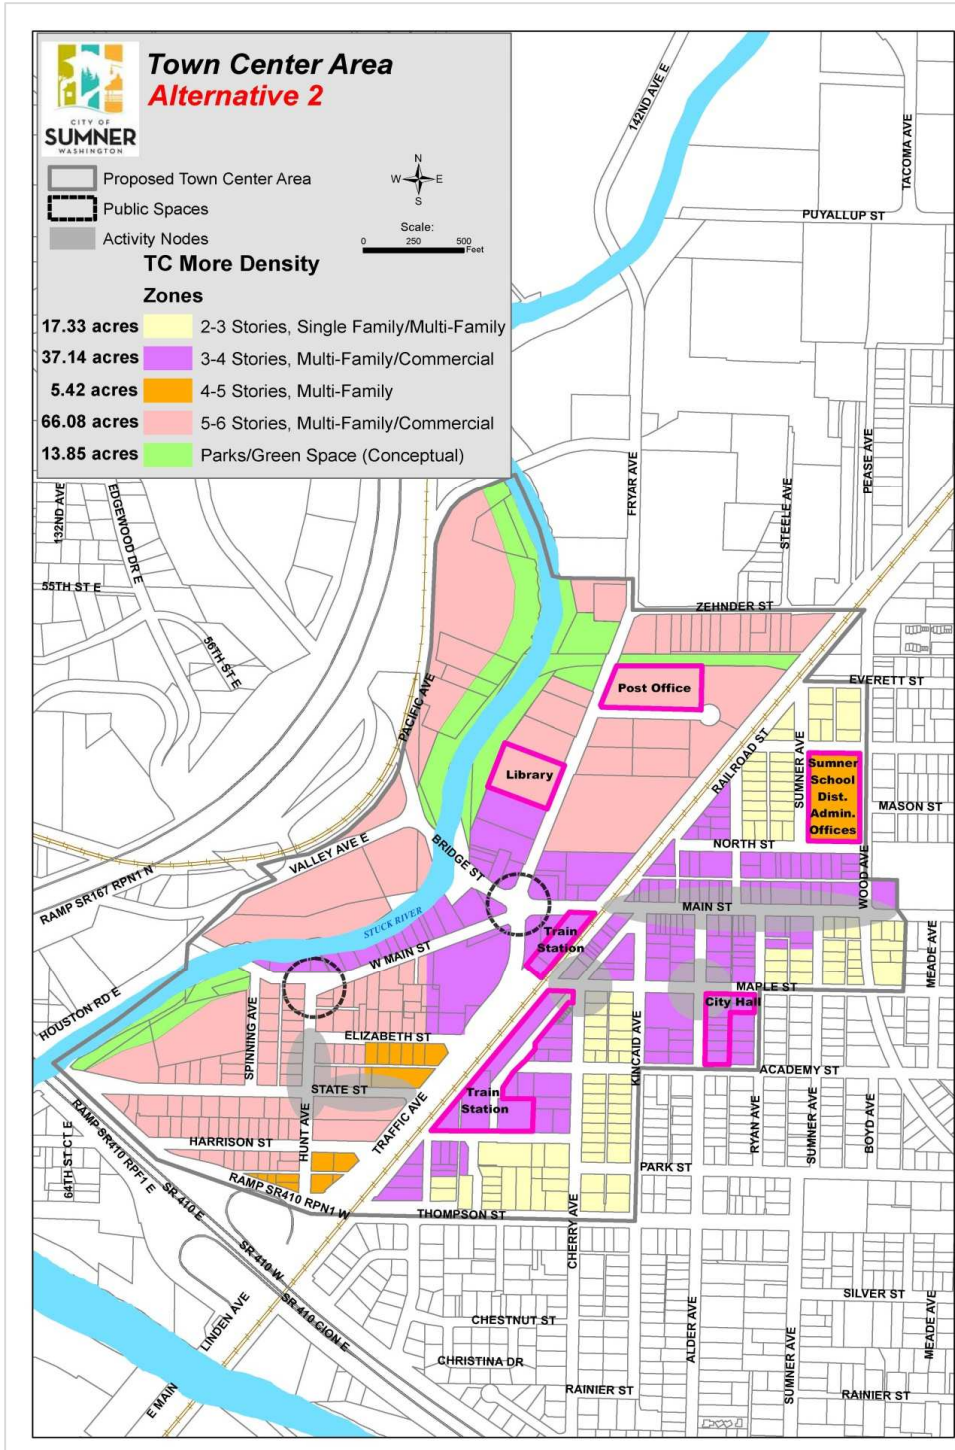 Town Center Area
Alternative 2
CITY OF
SUMNER
WASHINGTON
Proposed Town Center Area
Public Spaces
Activity Nodes
N
W E
S
Scale:
0 250 500
Feet
TC More Density
Zones
17.33 acres 2-3 Stories, Single Family/Multi-Family
37.14 acres 3-4 Stories, Multi-Family/Commercial
5.42 acres 4-5 Stories, Multi-Family
66.08 acres 5-6 Stories, Multi-Family/Commercial
13.85 acres Parks/Green Space (Conceptual)
142ND AVE E
TACOMA AVE
PUYALLUP ST
132ND AVE
EDGEWOOD DR E
55TH ST E
56TH ST E
FRYAR AVE
STEELE AVE
PEASE AVE
ZEHNDER ST
EVERETT ST
PACIFIC AVE
Post Office
Library
RAILROAD ST
SUMNER AVE
Sumner
School
Dist.
Admin.
Offices
MASON ST
NORTH ST
WOOD AVE
VALLEY AVE E
BRIDGE ST
RAMP SR167 RPN1 N
STUCK RIVER
MAIN ST
W MAIN ST
Train
Station
MEADE AVE
MAPLE ST
City Hall
HOUSTON RD E
SPINNING AVE
ELIZABETH ST
KINCAID AVE
ACADEMY ST
STATE ST
Train
Station
HUNT AVE
TRAFFIC AVE
HARRISON ST
RYAN AVE
SUMNER AVE
BOYD AVE
64TH ST CT E
RAMP SR410 RPF1 E
SR 410 E
RAMP SR410 RPN1 W
PARK ST
THOMPSON ST
CHERRY AVE
SR 410 W
SR 410 CION E
LINDEN AVE
E MAIN
CHESTNUT ST
CHRISTINA DR
RAINIER ST
ALDER AVE
SUMNER AVE
SILVER ST
MEADE AVE
RAINIER ST